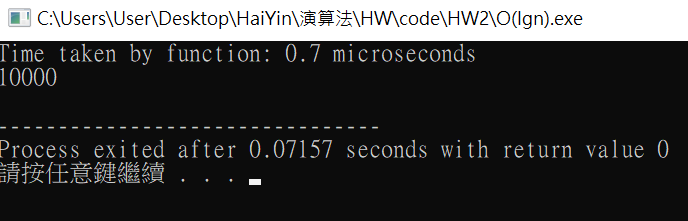 C:\Users\User\Desktop\HaiYin\演算法\HW\code\HW2\O(lgn).exe
Time taken by function: 0.7 microseconds
10000
--------------------------------
Process exited after 0.07157 seconds with return value 0
請按任意鍵繼續 . . .